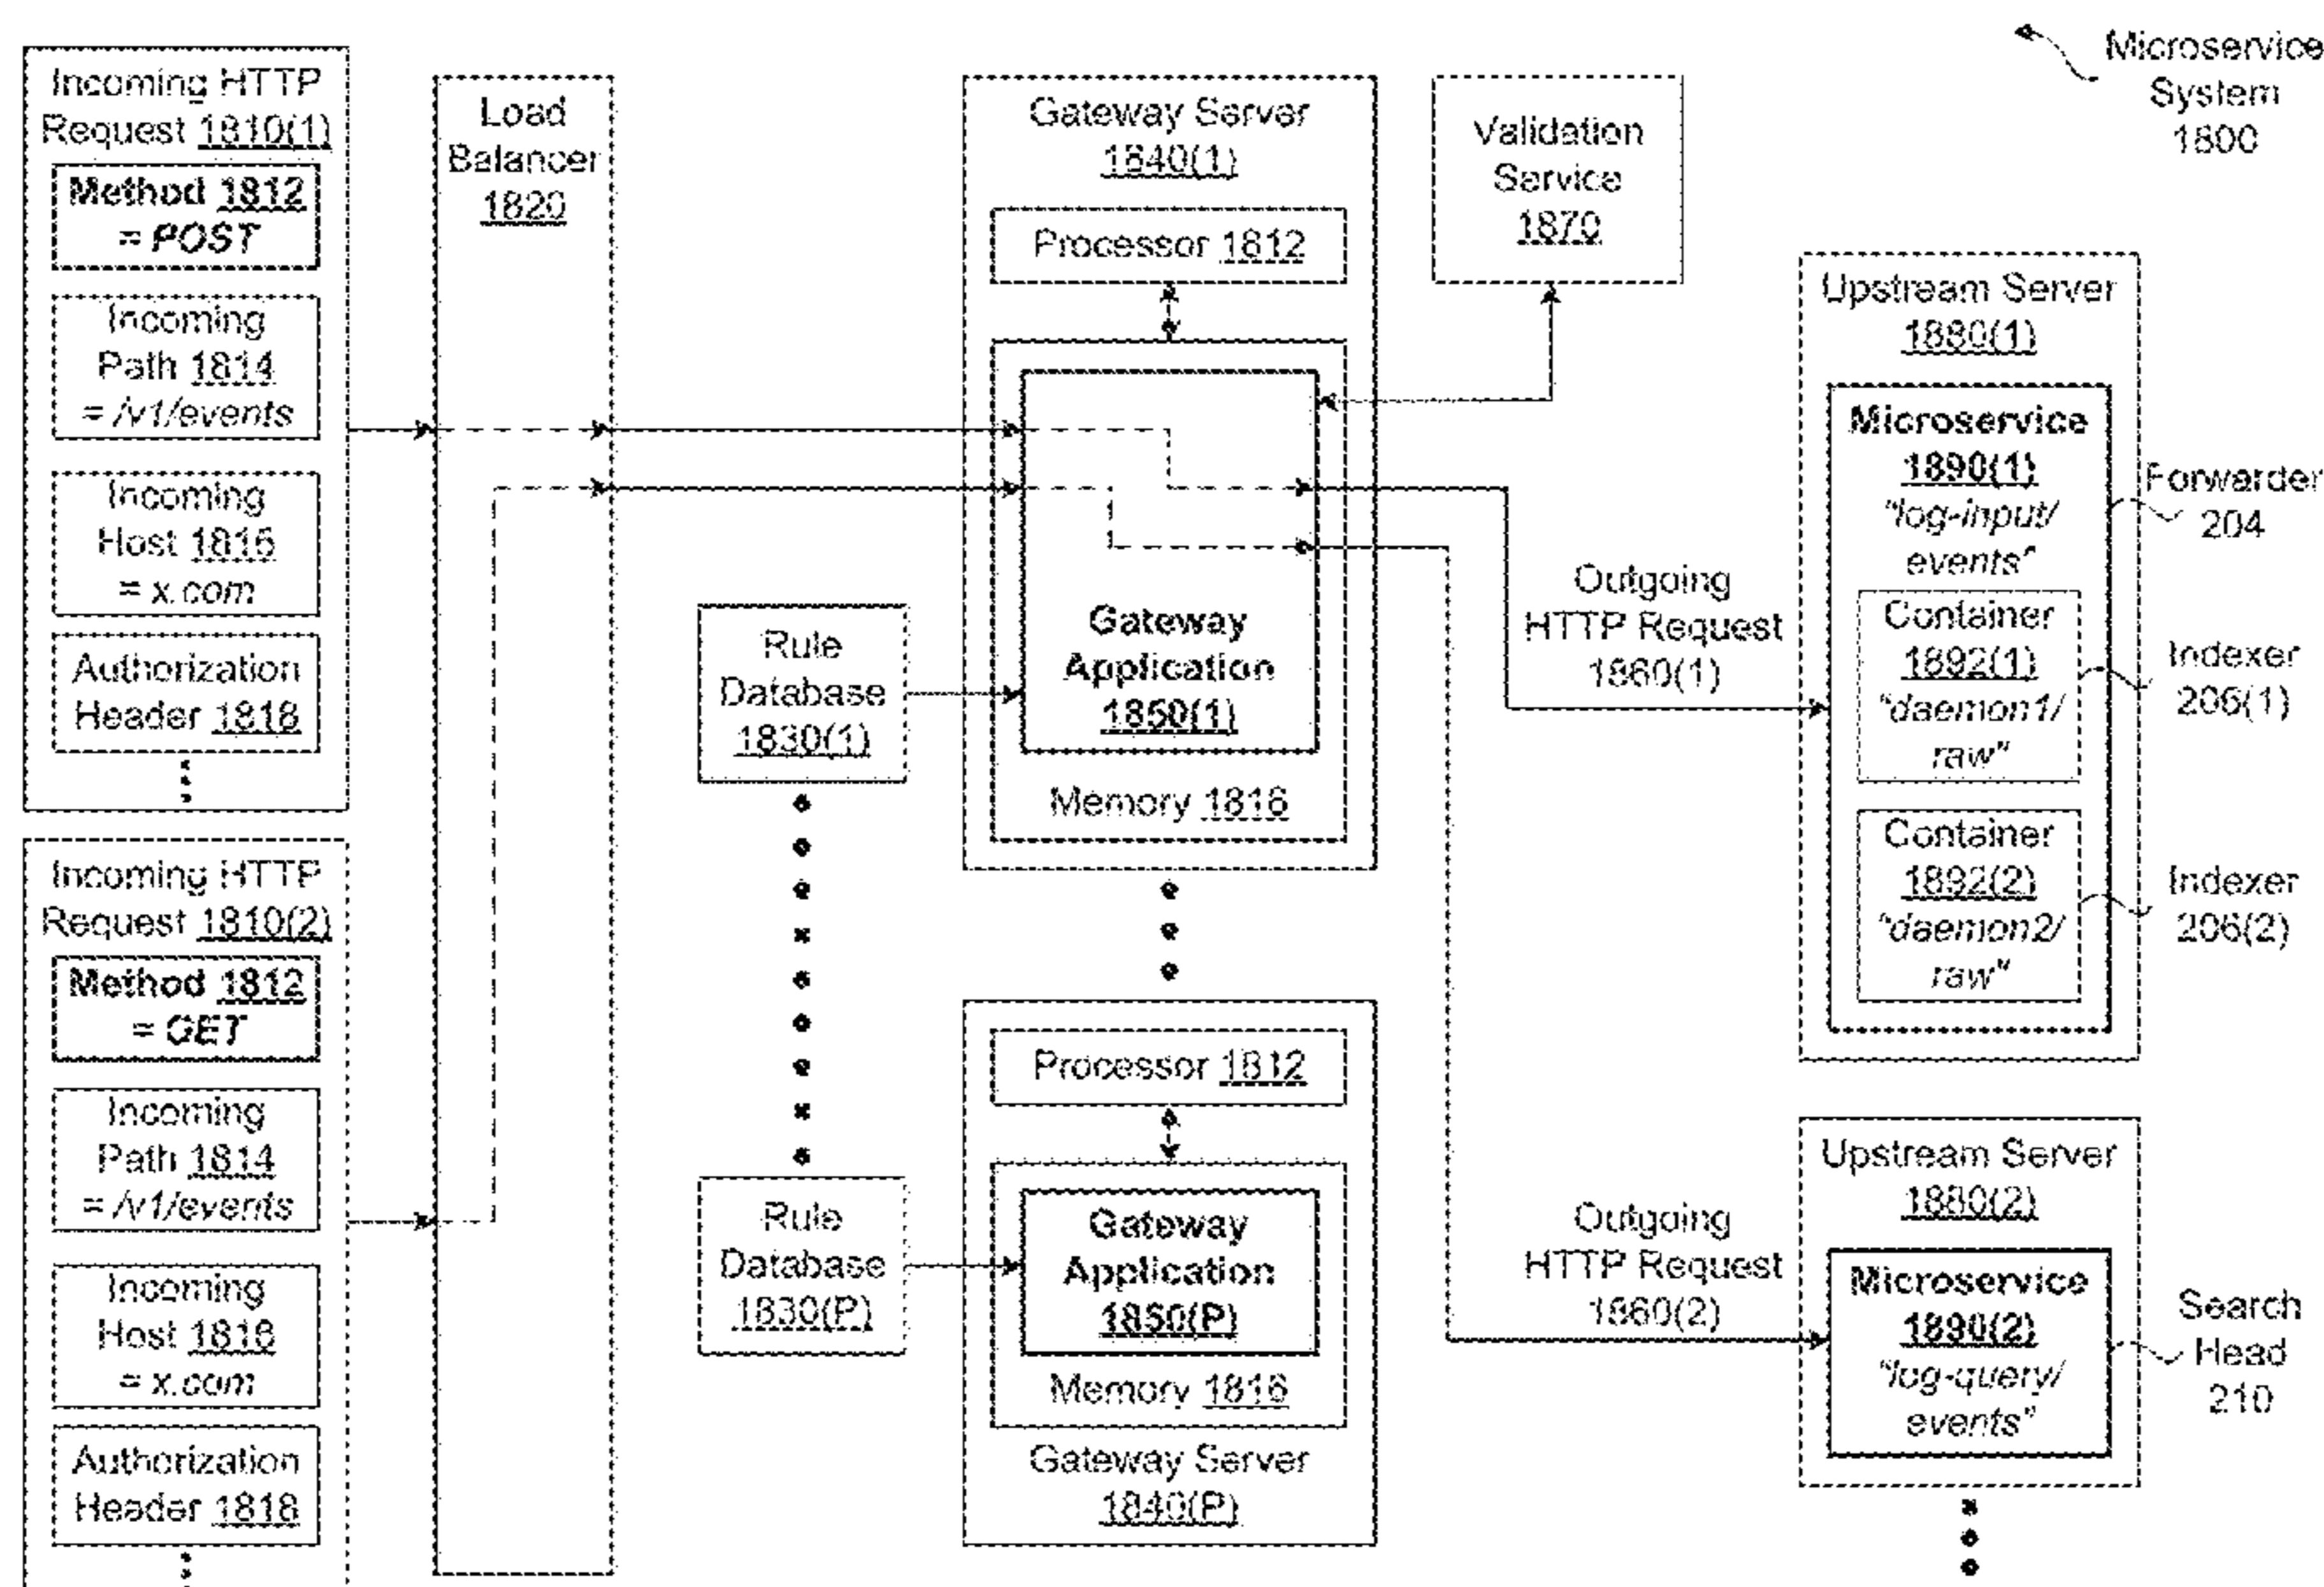 Microservice
System
1800
Incoming HTTP
Request 1810(1)
Method 1812
= POST
Incoming
Path 1814
= /v1/events
Incoming
Host 1816
= x.com
Authorization
Header 1818
Incoming HTTP
Request 1810(2)
Method 1812
= GET
Incoming
Path 1814
= /v1/events
Incoming
Host 1816
= x.com
Authorization
Header 1818
Load
Balancer
1820
Rule
Database
1830(1)
Rule
Database
1830(P)
Gateway Server
1840(1)
Processor 1812
Gateway
Application
1850(1)
Memory 1816
Processor 1812
Gateway
Application
1850(P)
Memory 1816
Gateway Server
1840(P)
Validation
Service
1870
Outgoing
HTTP Request
1860(1)
Outgoing
HTTP Request
1860(2)
Upstream Server
1880(1)
Microservice
1890(1)
"log-input/
events"
Container
1892(1)
"daemon1/
raw"
Container
1892(2)
"daemon2/
raw"
Forwarder
204
Indexer
206(1)
Indexer
206(2)
Upstream Server
1880(2)
Microservice
1890(2)
"log-query/
events"
Search
Head
210